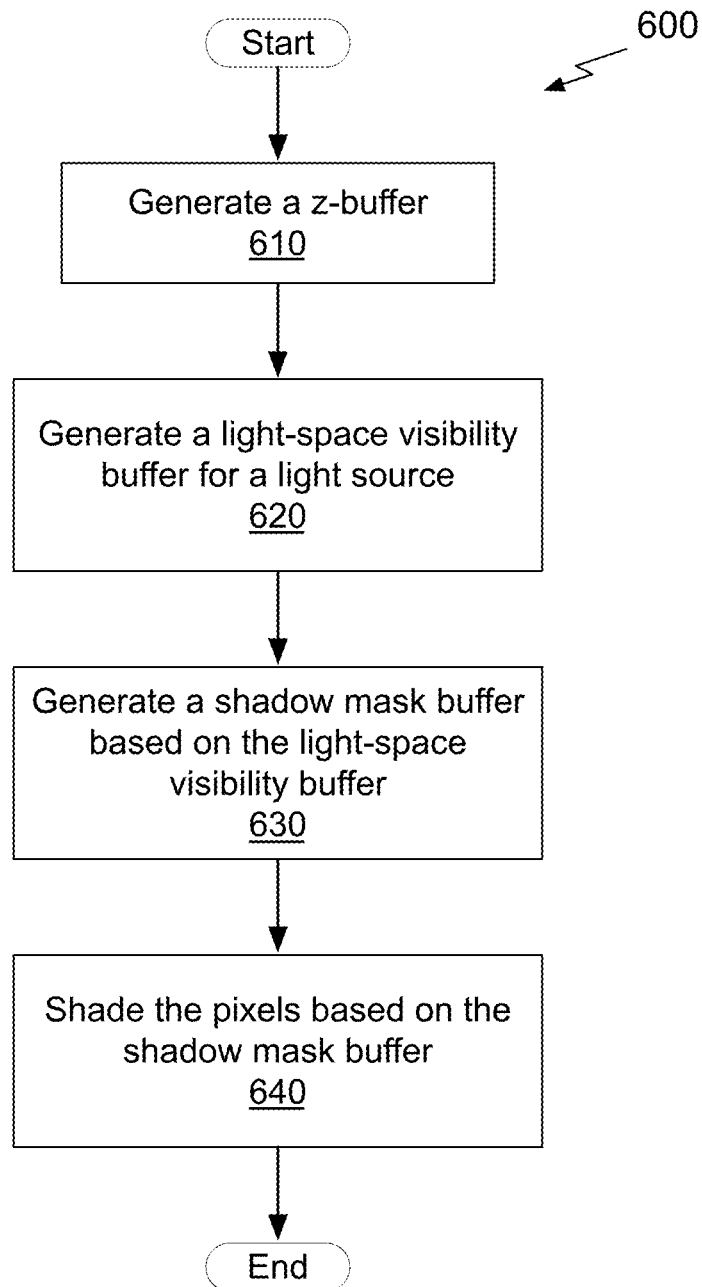 600
Start
Generate a z-buffer
610
Generate a light-space visibility
buffer for a light source
620
Generate a shadow mask buffer
based on the light-space
visibility buffer
630
Shade the pixels based on the
shadow mask buffer
640
End